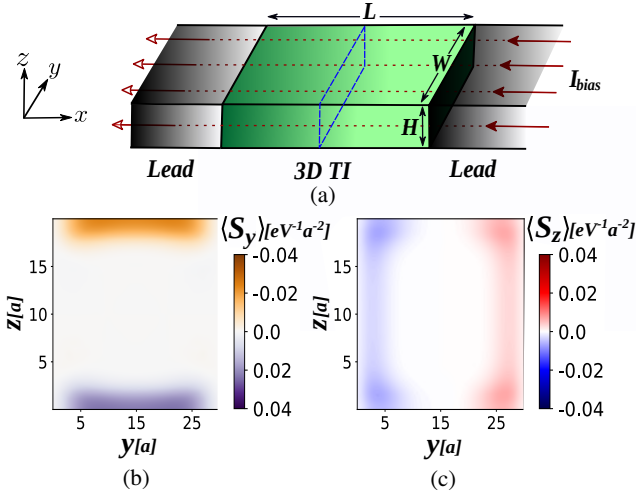 L
z
y
x
W
I_bias
H
Lead 3D TI Lead
(a)
⟨S_y⟩[eV⁻¹a⁻²] ⟨S_z⟩[eV⁻¹a⁻²]
-0.04 0.04
15 -0.02 15 0.02
z[a] z[a]
10 0.0 10 0.0
5 0.02 5 -0.02
0.04 -0.04
5 15 25 5 15 25
y[a] y[a]
(b) (c)